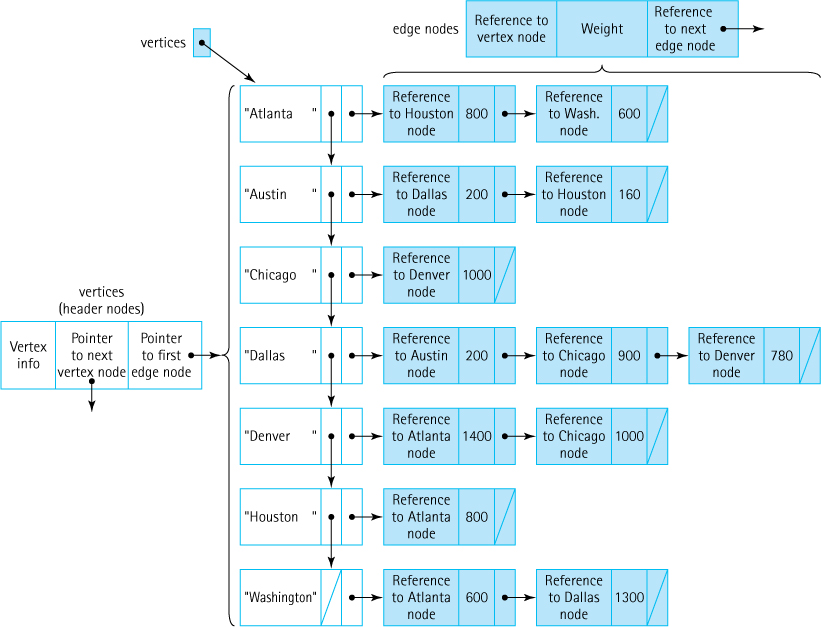 edge nodes
Reference to
vertex node
Weight
Reference
to next
edge node
vertices
"Atlanta "
Reference
to Houston
node
800
Reference
to Wash.
node
600
"Austin "
Reference
to Dallas
node
200
Reference
to Houston
node
160
"Chicago "
Reference
to Denver
node
1000
vertices
(header nodes)
Vertex
info
Pointer
to next
vertex node
Pointer
to first
edge node
"Dallas "
Reference
to Austin
node
200
Reference
to Chicago
node
900
Reference
to Denver
node
780
"Denver "
Reference
to Atlanta
node
1400
Reference
to Chicago
node
1000
"Houston "
Reference
to Atlanta
node
800
"Washington"
Reference
to Atlanta
node
600
Reference
to Dallas
node
1300